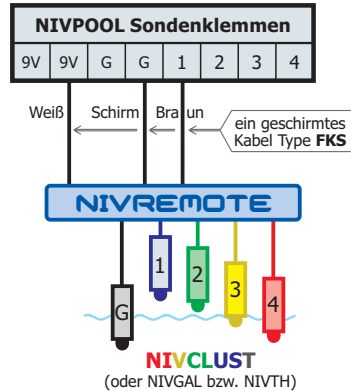 NIVPOOL Sondenklemmen
9V 9V G G 1 2 3 4
Weiß Schirm Braun
ein geschirmtes
Kabel Type FKS
NIVREMOTE
G 1 2 3 4
NIVCLUST
(oder NIVGAL bzw. NIVTH)